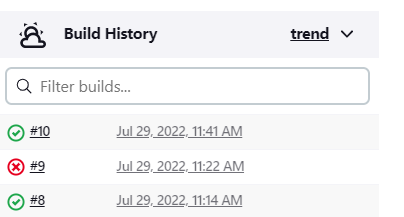 Build History trend
Filter builds...
#10 Jul 29, 2022, 11:41 AM
#9 Jul 29, 2022, 11:22 AM
#8 Jul 29, 2022, 11:14 AM